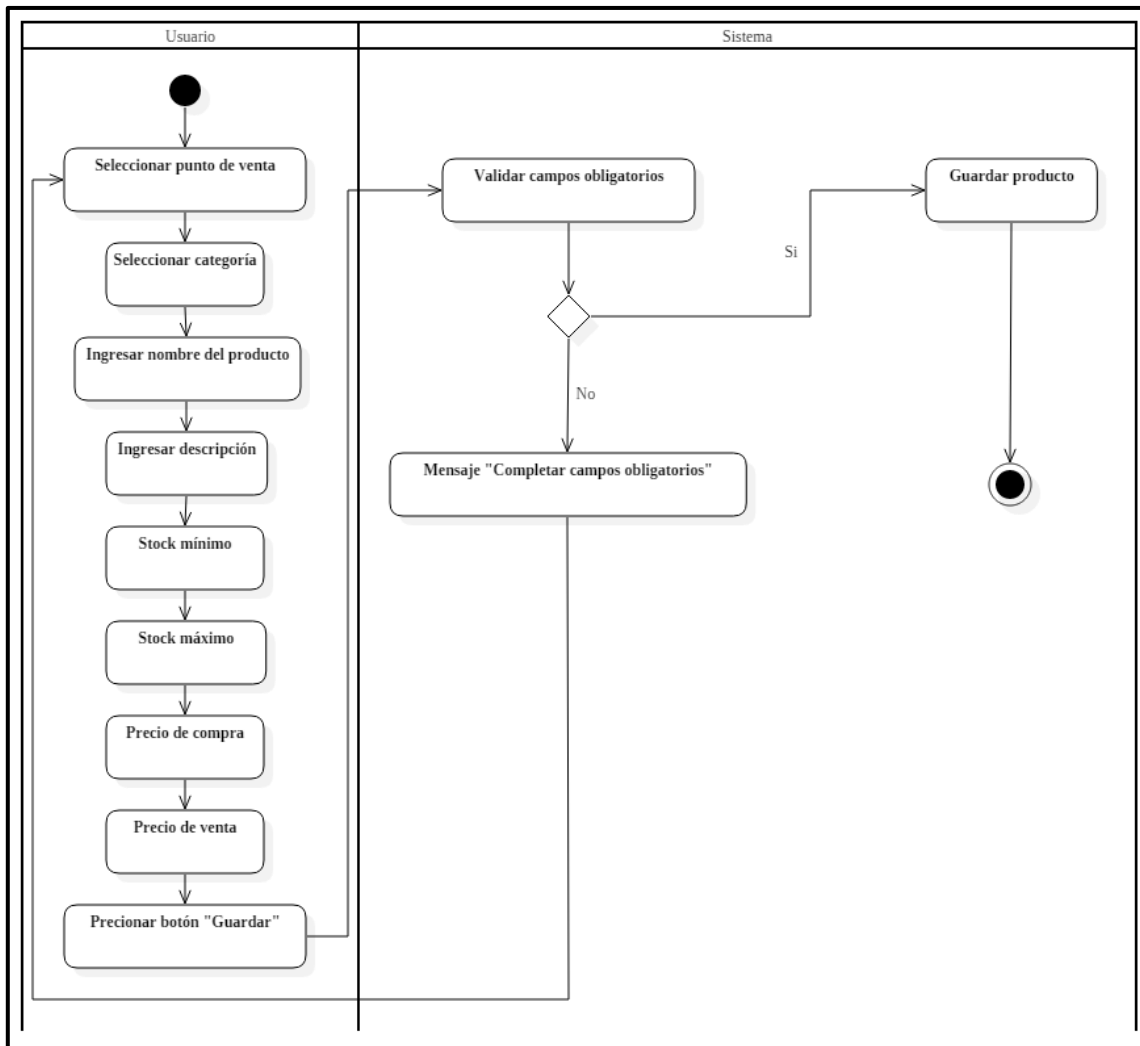 Usuario
Sistema
Seleccionar punto de venta
Seleccionar categoría
Ingresar nombre del producto
Ingresar descripción
Stock mínimo
Stock máximo
Precio de compra
Precio de venta
Precionar botón "Guardar"
Validar campos obligatorios
Si
No
Mensaje "Completar campos obligatorios"
Guardar producto